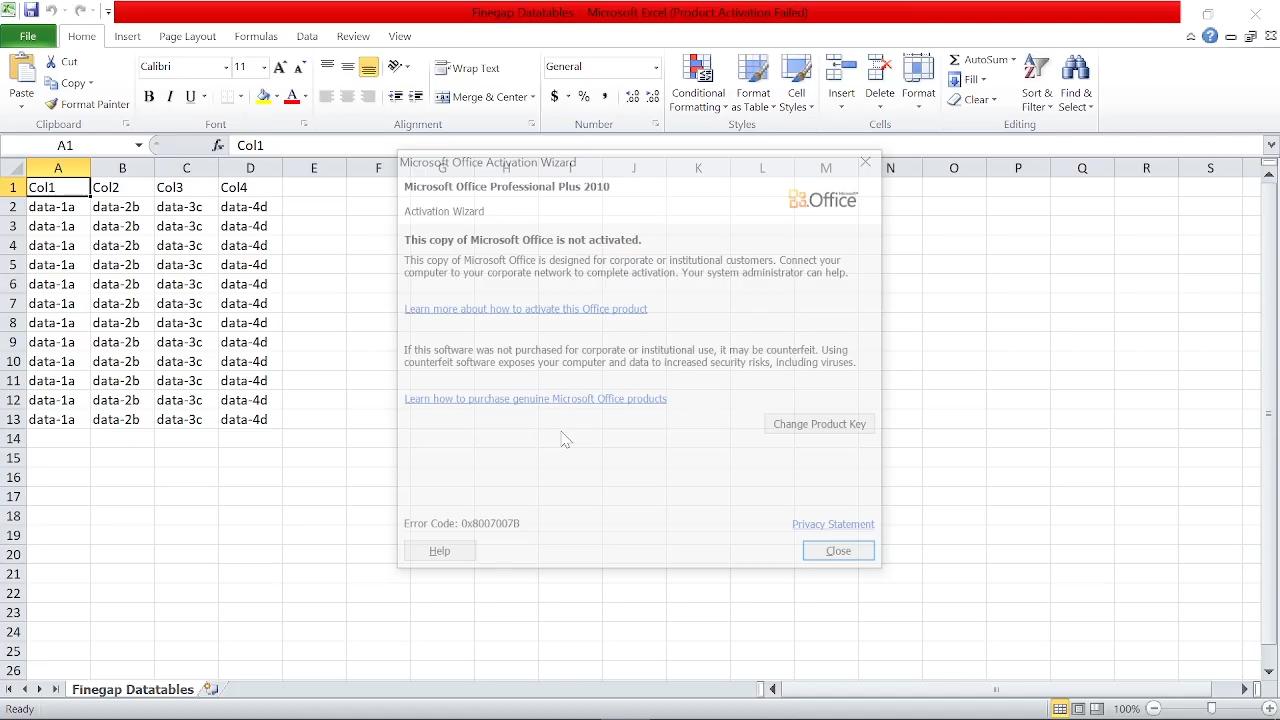 Finegap Datatables - Microsoft Excel (Product Activation Failed)
File Home Insert Page Layout Formulas Data Review View
Paste
Cut
Copy
Format Painter
Clipboard
Calibri 11
B I U
Font
Wrap Text
Merge & Center
Alignment
General
$ % ,
Number
Conditional Formatting
Format as Table
Cell Styles
Styles
Insert
Delete
Format
Cells
AutoSum
Fill
Clear
Sort & Filter
Find & Select
Editing
A1 fx Col1
A B C D E F G H I J K L M N O P Q R S
1 Col1 Col2 Col3 Col4
2 data-1a data-2b data-3c data-4d
3 data-1a data-2b data-3c data-4d
4 data-1a data-2b data-3c data-4d
5 data-1a data-2b data-3c data-4d
6 data-1a data-2b data-3c data-4d
7 data-1a data-2b data-3c data-4d
8 data-1a data-2b data-3c data-4d
9 data-1a data-2b data-3c data-4d
10 data-1a data-2b data-3c data-4d
11 data-1a data-2b data-3c data-4d
12 data-1a data-2b data-3c data-4d
13 data-1a data-2b data-3c data-4d
14
15
16
17
18
19
20
21
22
23
24
25
26
Microsoft Office Activation Wizard
Microsoft Office Professional Plus 2010
Microsoft Office
Activation Wizard
This copy of Microsoft Office is not activated.
This copy of Microsoft Office is designed for corporate or institutional customers. Connect your
computer to your corporate network to complete activation. Your system administrator can help.
Learn more about how to activate this Office product
If this software was not purchased for corporate or institutional use, it may be counterfeit. Using
counterfeit software exposes your computer and data to increased security risks, including viruses.
Learn how to purchase genuine Microsoft Office products
Change Product Key
Error Code: 0x8007007B
Privacy Statement
Help
Close
Finegap Datatables
Ready
100%